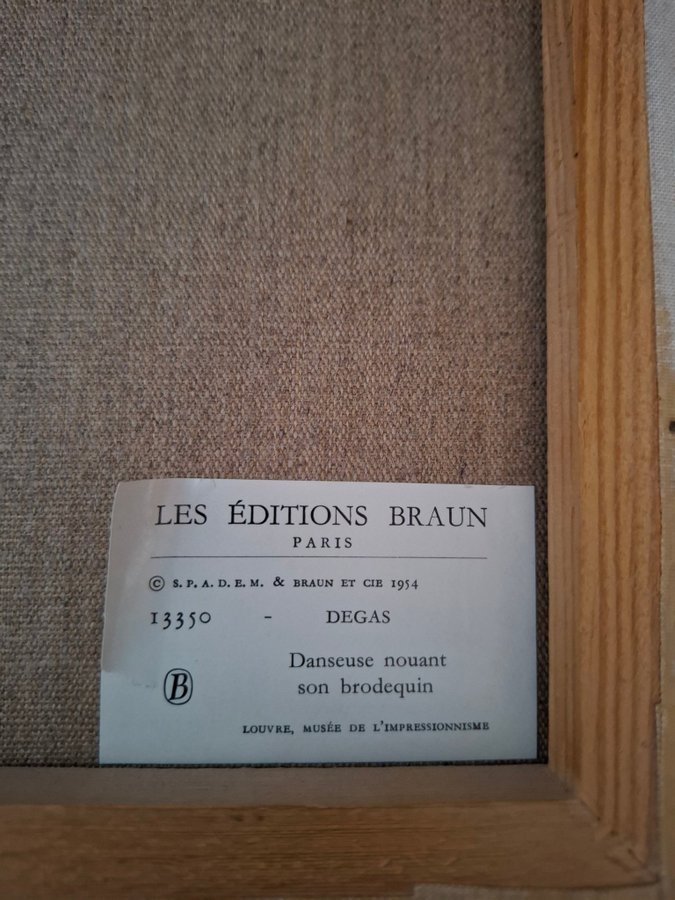 LES ÉDITIONS BRAUN
PARIS
© S. P. A. D. E. M. & BRAUN ET CIE 1954
13350 - DEGAS
Danseuse nouant
son brodequin
B
LOUVRE, MUSÉE DE L'IMPRESSIONNISME